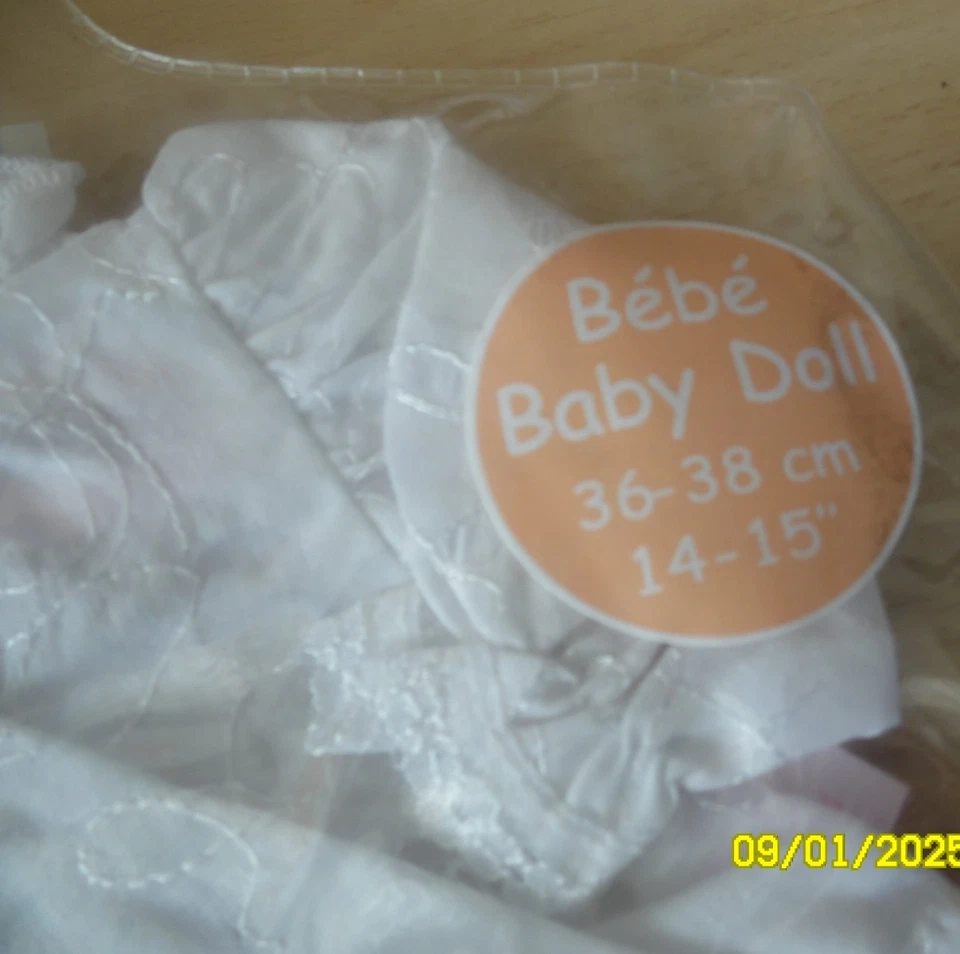 Bébé
Baby Doll
36-38 cm
14-15"
09/01/2025